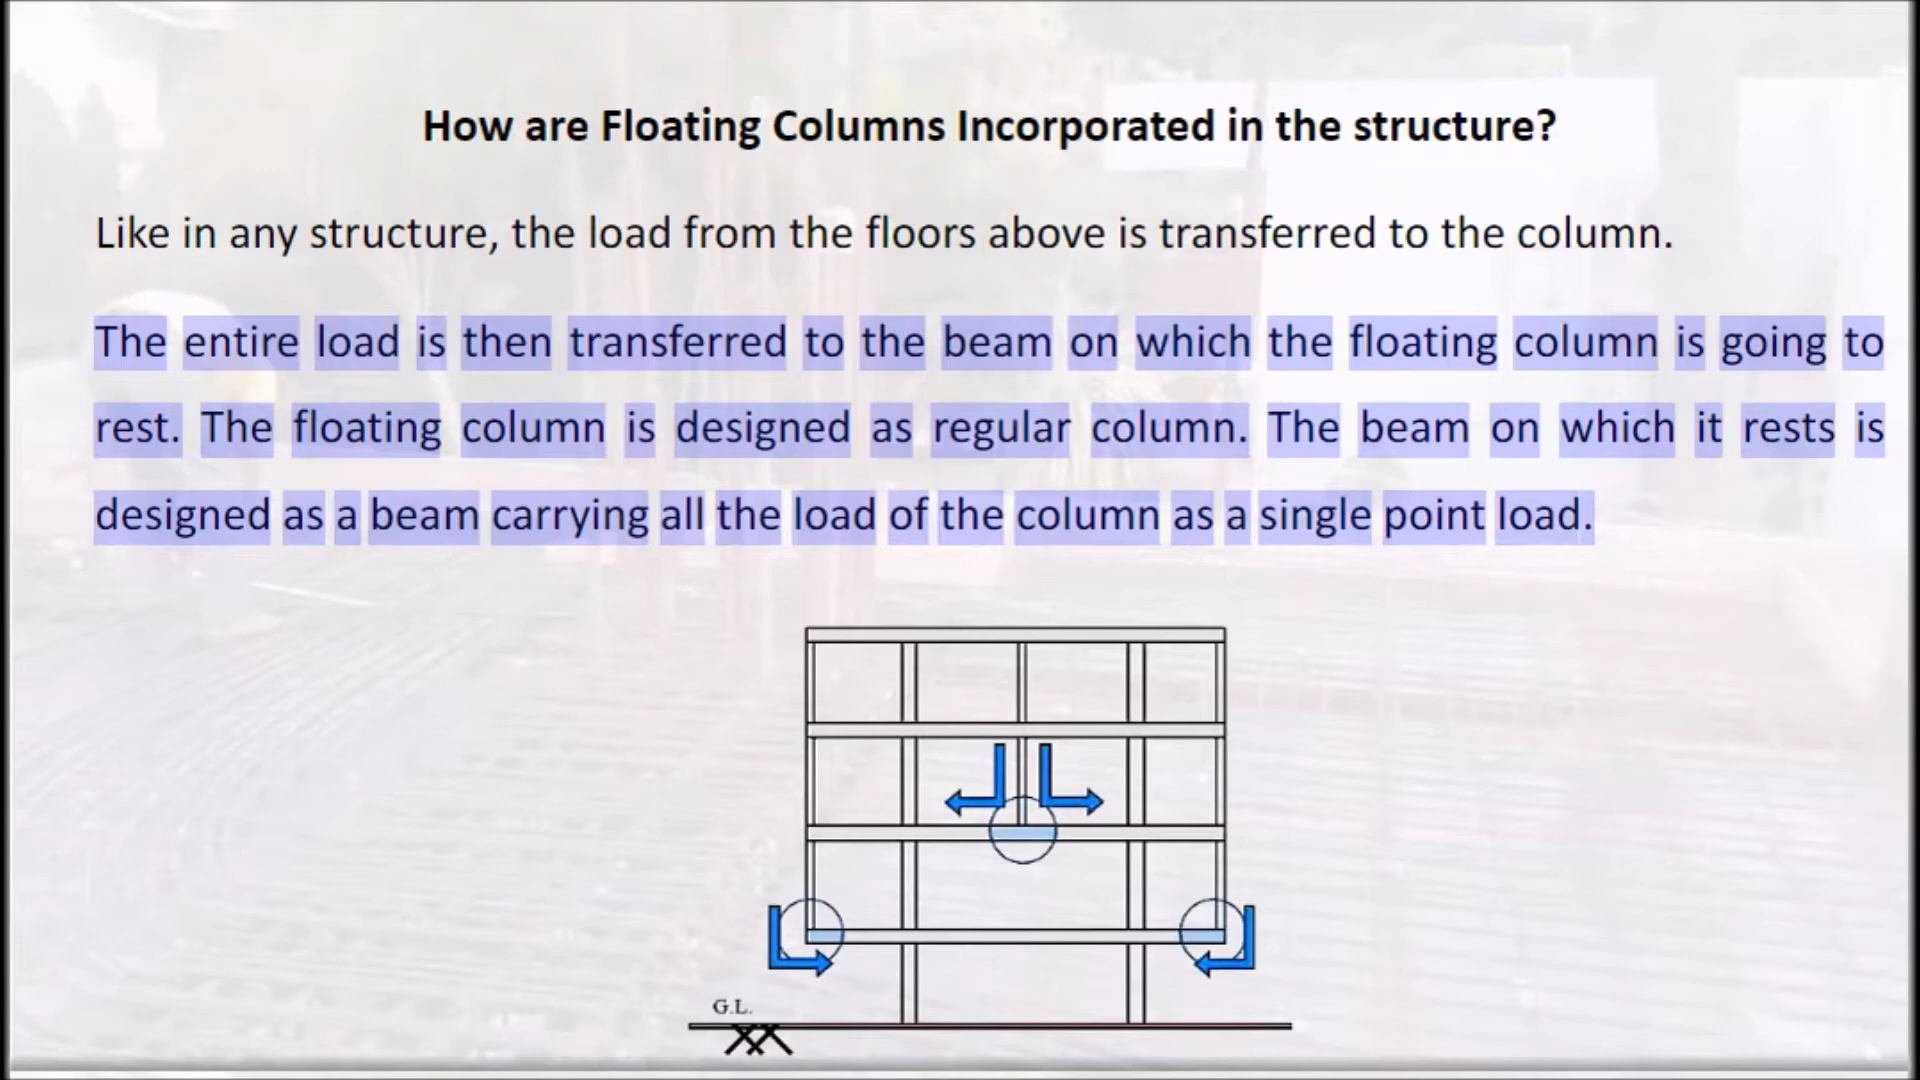 How are Floating Columns Incorporated in the structure?
Like in any structure, the load from the floors above is transferred to the column.
The entire load is then transferred to the beam on which the floating column is going to
rest. The floating column is designed as regular column. The beam on which it rests is
designed as a beam carrying all the load of the column as a single point load.
G.L.